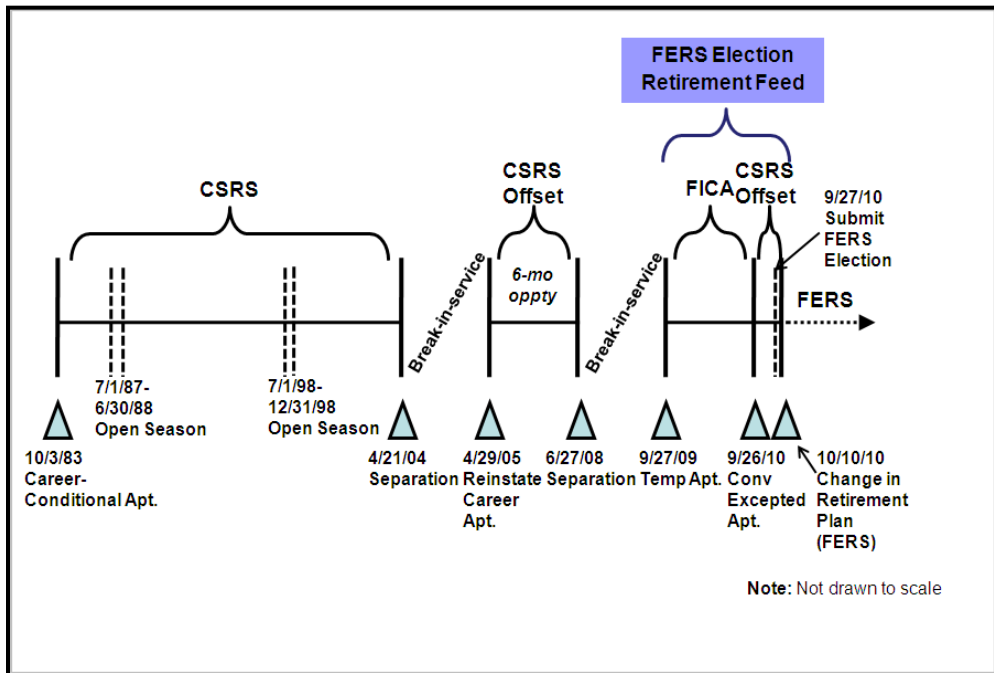 FERS Election
Retirement Feed
CSRS
CSRS
Offset
FICA
CSRS
Offset
9/27/10
Submit
FERS
Election
6-mo
oppty
Break-in-service
Break-in-service
FERS
7/1/87-
6/30/88
Open Season
7/1/98-
12/31/98
Open Season
10/3/83
Career-
Conditional Apt.
4/21/04
Separation
4/29/05
Reinstate
Career
Apt.
6/27/08
Separation
9/27/09
Temp Apt.
9/26/10
Conv
Excepted
Apt.
10/10/10
Change in
Retirement
Plan
(FERS)
Note: Not drawn to scale